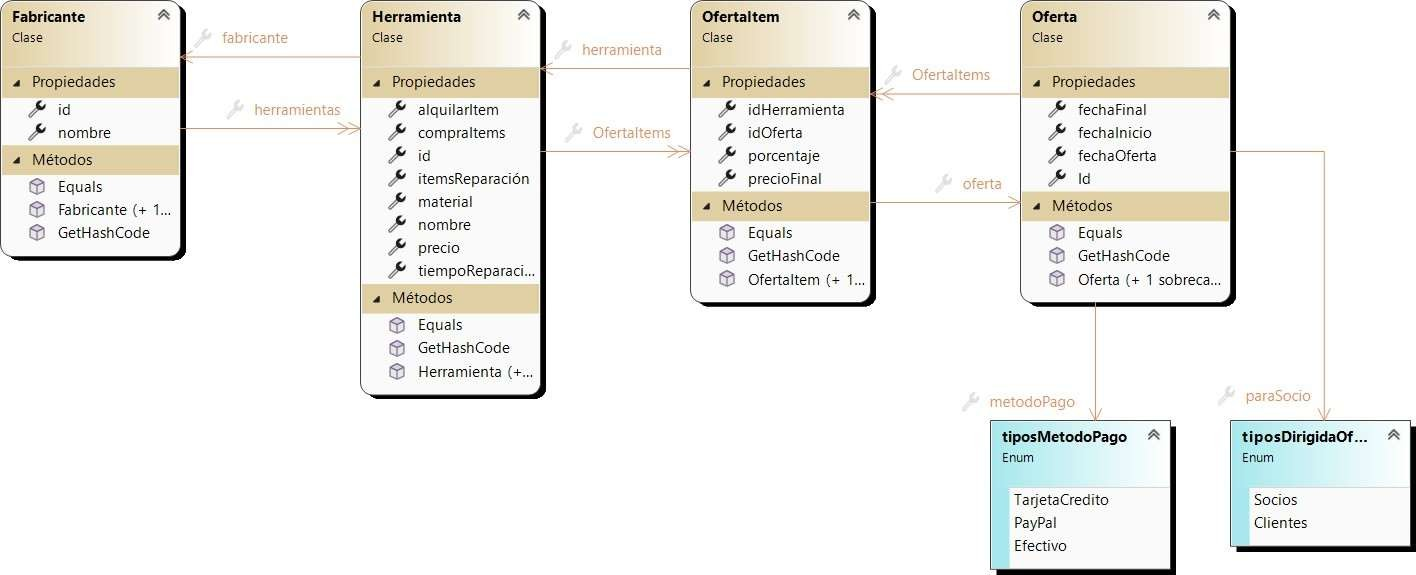 Fabricante
Clase
Propiedades
id
nombre
Métodos
Equals
Fabricante (+ 1...
GetHashCode
fabricante
herramientas
Herramienta
Clase
Propiedades
alquilarItem
compraItems
id
itemsReparación
material
nombre
precio
tiempoReparaci...
Métodos
Equals
GetHashCode
Herramienta (+...
herramienta
OfertaItems
OfertaItem
Clase
Propiedades
idHerramienta
idOferta
porcentaje
precioFinal
Métodos
Equals
GetHashCode
OfertaItem (+ 1...
OfertaItems
oferta
Oferta
Clase
Propiedades
fechaFinal
fechaInicio
fechaOferta
Id
Métodos
Equals
GetHashCode
Oferta (+ 1 sobreca...
metodoPago
paraSocio
tiposMetodoPago
Enum
TarjetaCredito
PayPal
Efectivo
tiposDirigidaOf...
Enum
Socios
Clientes